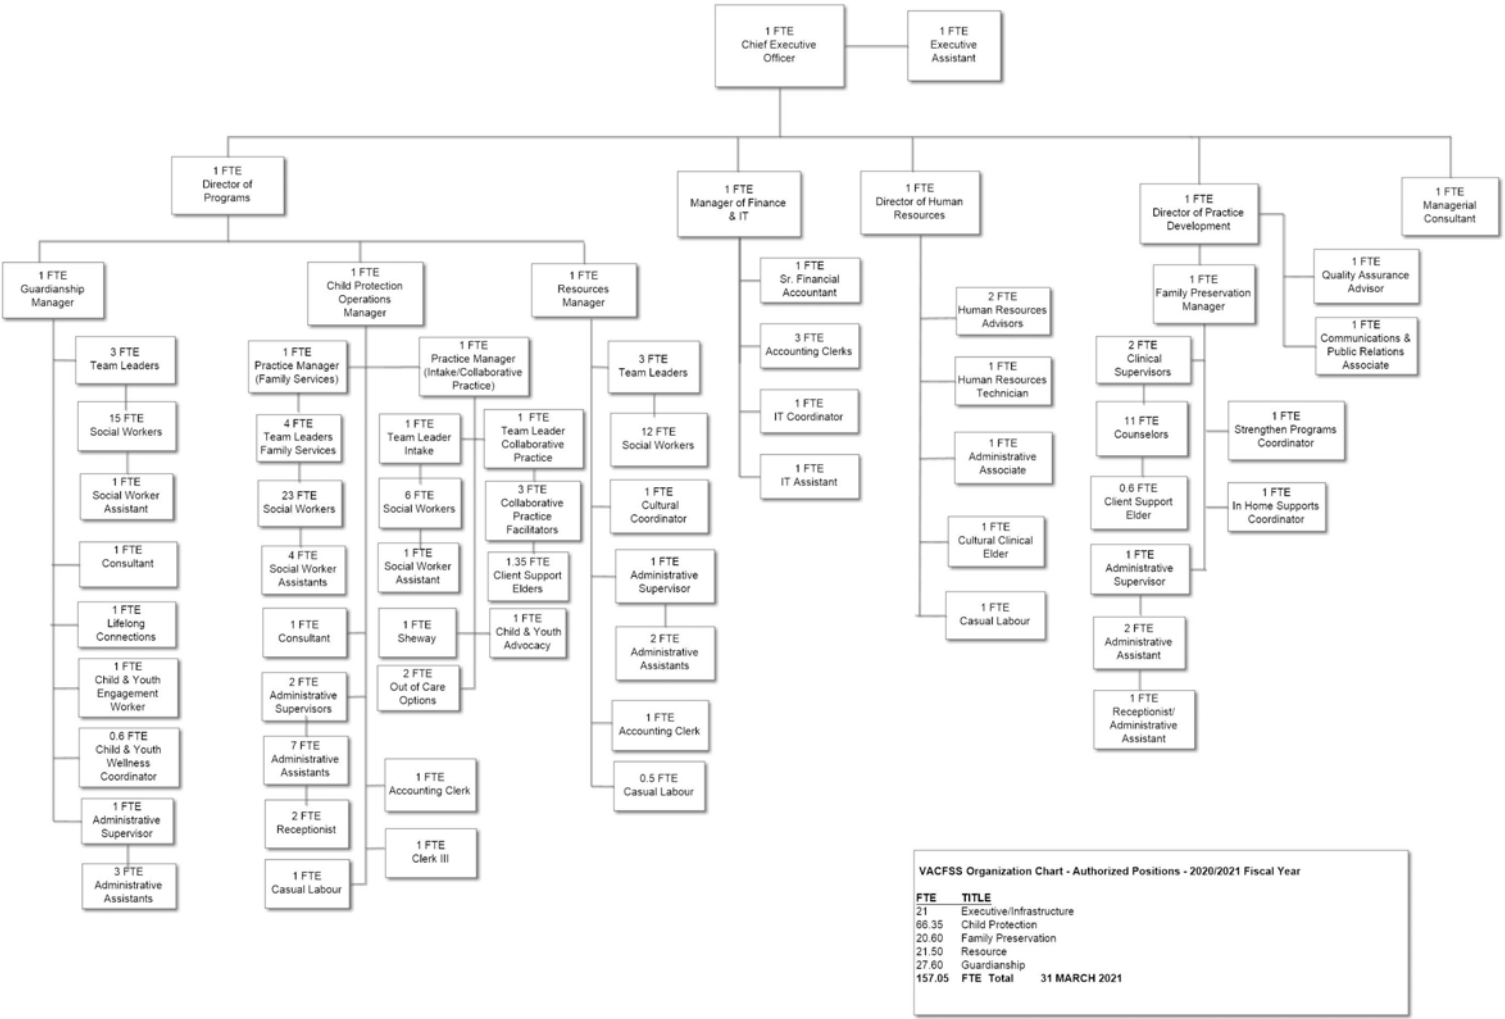 1 FTE
Chief Executive
Officer
1 FTE
Executive
Assistant
1 FTE
Director of
Programs
1 FTE
Manager of Finance
& IT
1 FTE
Director of Human
Resources
1 FTE
Director of Practice
Development
1 FTE
Managerial
Consultant
1 FTE
Guardianship
Manager
3 FTE
Team Leaders
15 FTE
Social Workers
1 FTE
Social Worker
Assistant
1 FTE
Consultant
1 FTE
Lifelong
Connections
1 FTE
Child & Youth
Engagement
Worker
0.6 FTE
Child & Youth
Wellness
Coordinator
1 FTE
Administrative
Supervisor
3 FTE
Administrative
Assistants
1 FTE
Child Protection
Operations
Manager
1 FTE
Practice Manager
(Family Services)
4 FTE
Team Leaders
Family Services
23 FTE
Social Workers
4 FTE
Social Worker
Assistants
1 FTE
Consultant
2 FTE
Administrative
Supervisors
7 FTE
Administrative
Assistants
2 FTE
Receptionist
1 FTE
Casual Labour
1 FTE
Practice Manager
(Intake/Collaborative
Practice)
1 FTE
Team Leader
Intake
6 FTE
Social Workers
1 FTE
Social Worker
Assistant
1 FTE
Sheway
2 FTE
Out of Care
Options
1 FTE
Team Leader
Collaborative
Practice
3 FTE
Collaborative
Practice
Facilitators
1.35 FTE
Client Support
Elders
1 FTE
Child & Youth
Advocacy
1 FTE
Accounting Clerk
1 FTE
Clerk III
1 FTE
Resources
Manager
3 FTE
Team Leaders
12 FTE
Social Workers
1 FTE
Cultural
Coordinator
1 FTE
Administrative
Supervisor
2 FTE
Administrative
Assistants
1 FTE
Accounting Clerk
0.5 FTE
Casual Labour
1 FTE
Sr. Financial
Accountant
3 FTE
Accounting Clerks
1 FTE
IT Coordinator
1 FTE
IT Assistant
2 FTE
Human Resources
Advisors
1 FTE
Human Resources
Technician
1 FTE
Administrative
Associate
1 FTE
Cultural Clinical
Elder
1 FTE
Casual Labour
1 FTE
Family Preservation
Manager
2 FTE
Clinical
Supervisors
11 FTE
Counselors
0.6 FTE
Client Support
Elder
1 FTE
Administrative
Supervisor
2 FTE
Administrative
Assistant
1 FTE
Receptionist/
Administrative
Assistant
1 FTE
Strengthen Programs
Coordinator
1 FTE
In Home Supports
Coordinator
1 FTE
Quality Assurance
Advisor
1 FTE
Communications &
Public Relations
Associate
VACFSS Organization Chart - Authorized Positions - 2020/2021 Fiscal Year
FTE TITLE
21 Executive/Infrastructure
66.35 Child Protection
20.60 Family Preservation
21.50 Resource
27.60 Guardianship
157.05 FTE Total 31 MARCH 2021